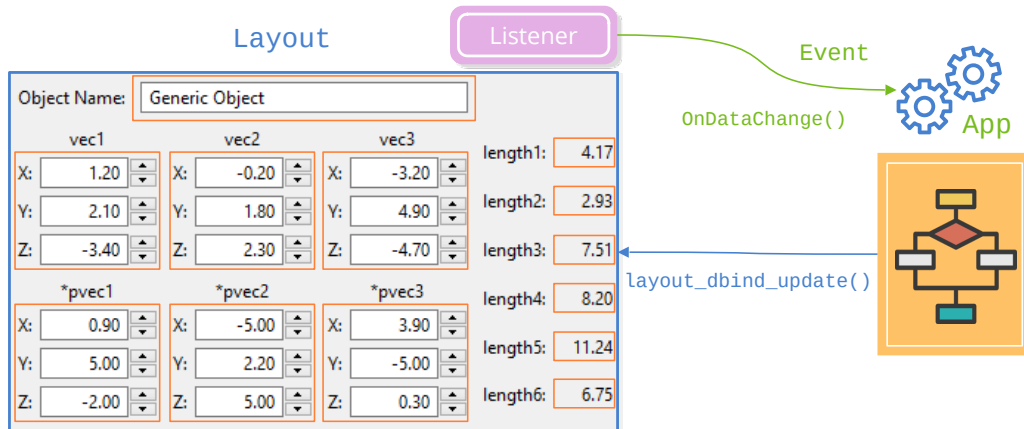 Layout
Listener
Event
OnDataChange()
App
Object Name: Generic Object
vec1 vec2 vec3
X: 1.20 X: -0.20 X: -3.20
Y: 2.10 Y: 1.80 Y: 4.90
Z: -3.40 Z: 2.30 Z: -4.70
*pvec1 *pvec2 *pvec3
X: 0.90 X: -5.00 X: 3.90
Y: 5.00 Y: 2.20 Y: -5.00
Z: -2.00 Z: 5.00 Z: 0.30
length1: 4.17
length2: 2.93
length3: 7.51
length4: 8.20
length5: 11.24
length6: 6.75
layout_dbind_update()